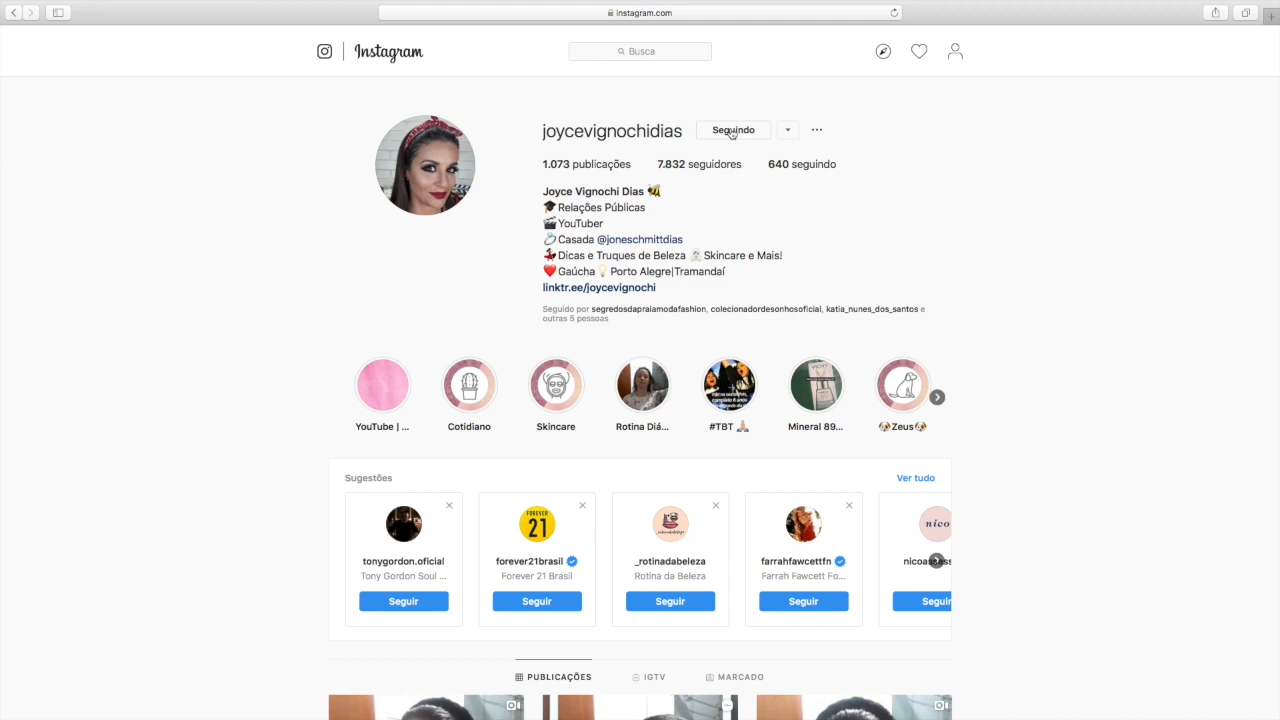 instagram.com
Instagram
Busca
joycevignochidias
Seguindo
1.073 publicações 7.832 seguidores 640 seguindo
Joyce Vignochi Dias 🐝
🎓Relações Públicas
🎬YouTuber
💍Casada @joneschmittdias
💃Dicas e Truques de Beleza 🧖🏻Skincare e Mais!
❤️Gaúcha💡Porto Alegre|Tramandaí
linktr.ee/joycevignochi
Seguido por segredosdapraiamodafashion, colecionadordesonhosoficial, katia_nunes_dos_santos e
outras 5 pessoas
YouTube | ...
Cotidiano
Skincare
Rotina Diá...
#TBT 🙏🏼
Mineral 89...
🐶Zeus🐶
Sugestões
Ver tudo
FOREVER
21
nico
tonygordon.oficial
Tony Gordon Soul ...
Seguir
forever21brasil
Forever 21 Brasil
Seguir
_rotinadabeleza
Rotina da Beleza
Seguir
farrahfawcettfn
Farrah Fawcett Fo...
Seguir
Seguir
PUBLICAÇÕES
IGTV
MARCADO